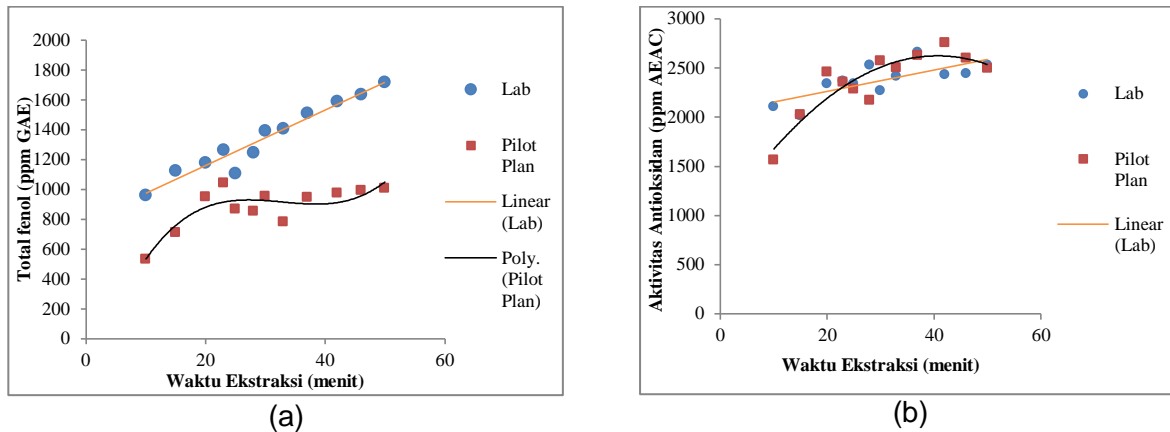 2000
1800
1600
1400
1200
1000
800
600
400
200
0
0
20
40
60
Total fenol (ppm GAE)
Waktu Ekstraksi (menit)
Lab
Pilot
Plan
Linear
(Lab)
Poly.
(Pilot
Plan)
(a)
3000
2500
2000
1500
1000
500
0
0
20
40
60
Aktivitas Antioksidan (ppm AEAC)
Waktu Ekstraksi (menit)
Lab
Pilot
Plan
Linear
(Lab)
(b)